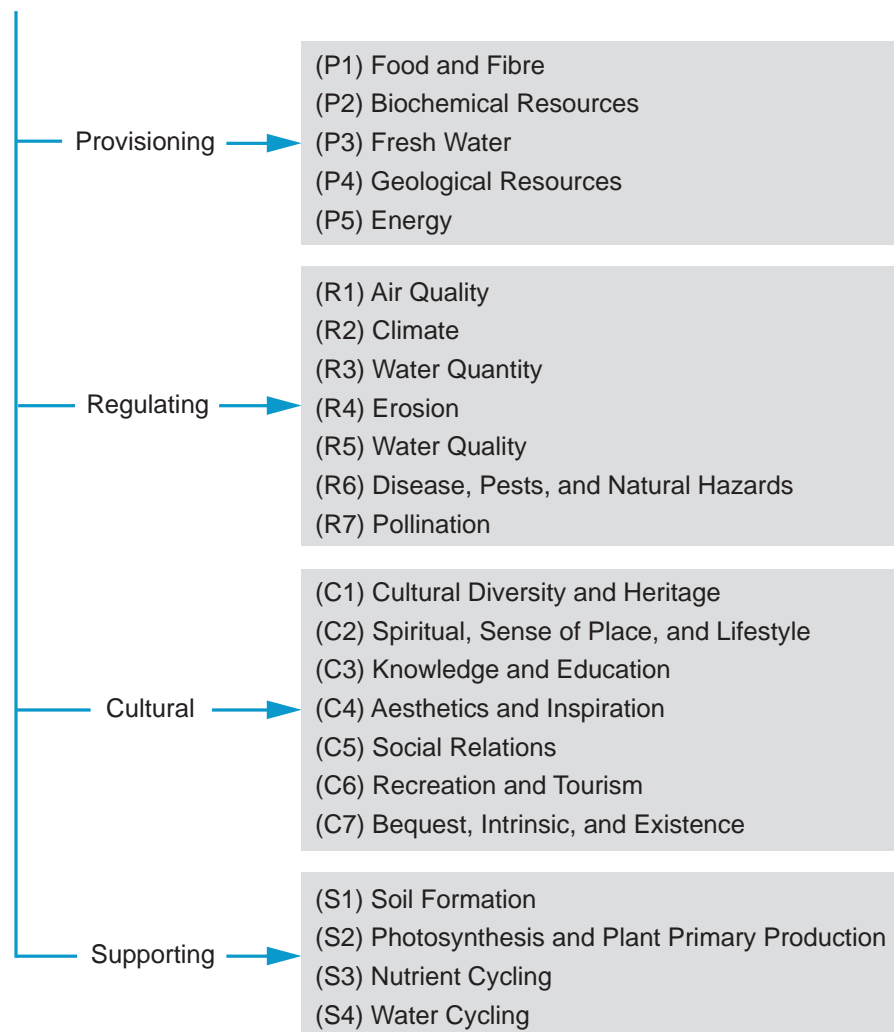 Provisioning
(P1) Food and Fibre
(P2) Biochemical Resources
(P3) Fresh Water
(P4) Geological Resources
(P5) Energy
Regulating
(R1) Air Quality
(R2) Climate
(R3) Water Quantity
(R4) Erosion
(R5) Water Quality
(R6) Disease, Pests, and Natural Hazards
(R7) Pollination
Cultural
(C1) Cultural Diversity and Heritage
(C2) Spiritual, Sense of Place, and Lifestyle
(C3) Knowledge and Education
(C4) Aesthetics and Inspiration
(C5) Social Relations
(C6) Recreation and Tourism
(C7) Bequest, Intrinsic, and Existence
Supporting
(S1) Soil Formation
(S2) Photosynthesis and Plant Primary Production
(S3) Nutrient Cycling
(S4) Water Cycling